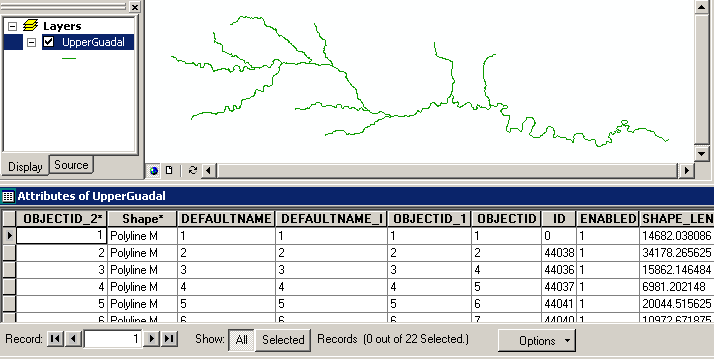 Layers
UpperGuadal
Display Source
Attributes of UpperGuadal
OBJECTID_2* Shape* DEFAULTNAME DEFAULTNAME_I OBJECTID_1 OBJECTID ID ENABLED SHAPE_LEN
1 Polyline M 1 1 1 1 0 1 14682.038086
2 Polyline M 2 2 2 2 44038 1 34178.265625
3 Polyline M 3 3 3 4 44036 1 15862.146484
4 Polyline M 4 4 4 5 44037 1 6981.202148
5 Polyline M 5 5 5 6 44041 1 20044.515625
6 Polyline M 6 6 6 7 44040 1 10972.671875
Record: 1 Show: All Selected Records (0 out of 22 Selected.) Options